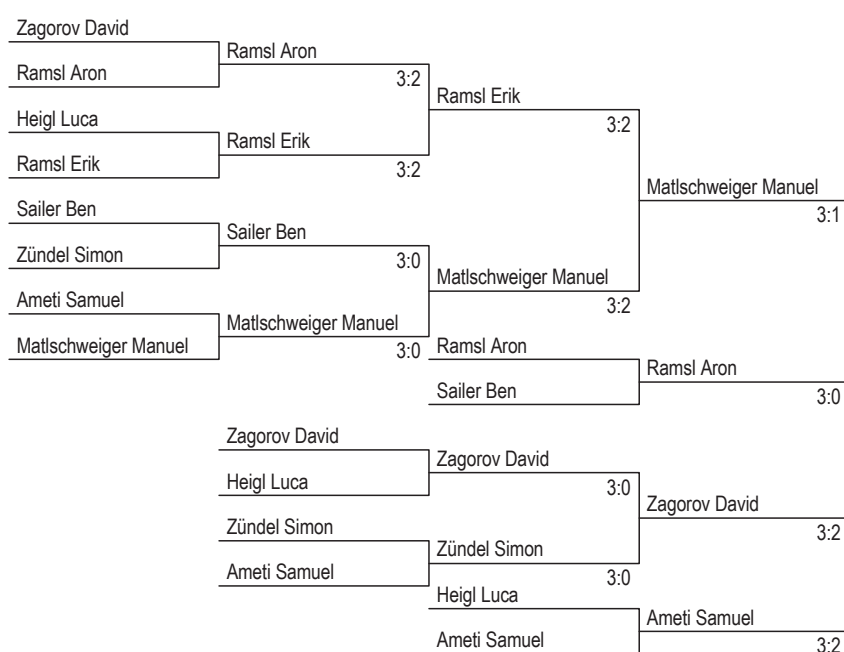 Zagorov David
Ramsl Aron
Ramsl Aron
3:2
Ramsl Erik
Heigl Luca
3:2
Ramsl Erik
Ramsl Erik
3:2
Matlschweiger Manuel
Sailer Ben
3:1
Sailer Ben
Zündel Simon
3:0
Matlschweiger Manuel
Ameti Samuel
3:2
Matlschweiger Manuel
Matlschweiger Manuel
3:0
Ramsl Aron
Ramsl Aron
Sailer Ben
3:0
Zagorov David
Zagorov David
Heigl Luca
3:0
Zagorov David
Zündel Simon
3:2
Zündel Simon
Ameti Samuel
3:0
Heigl Luca
Ameti Samuel
Ameti Samuel
3:2